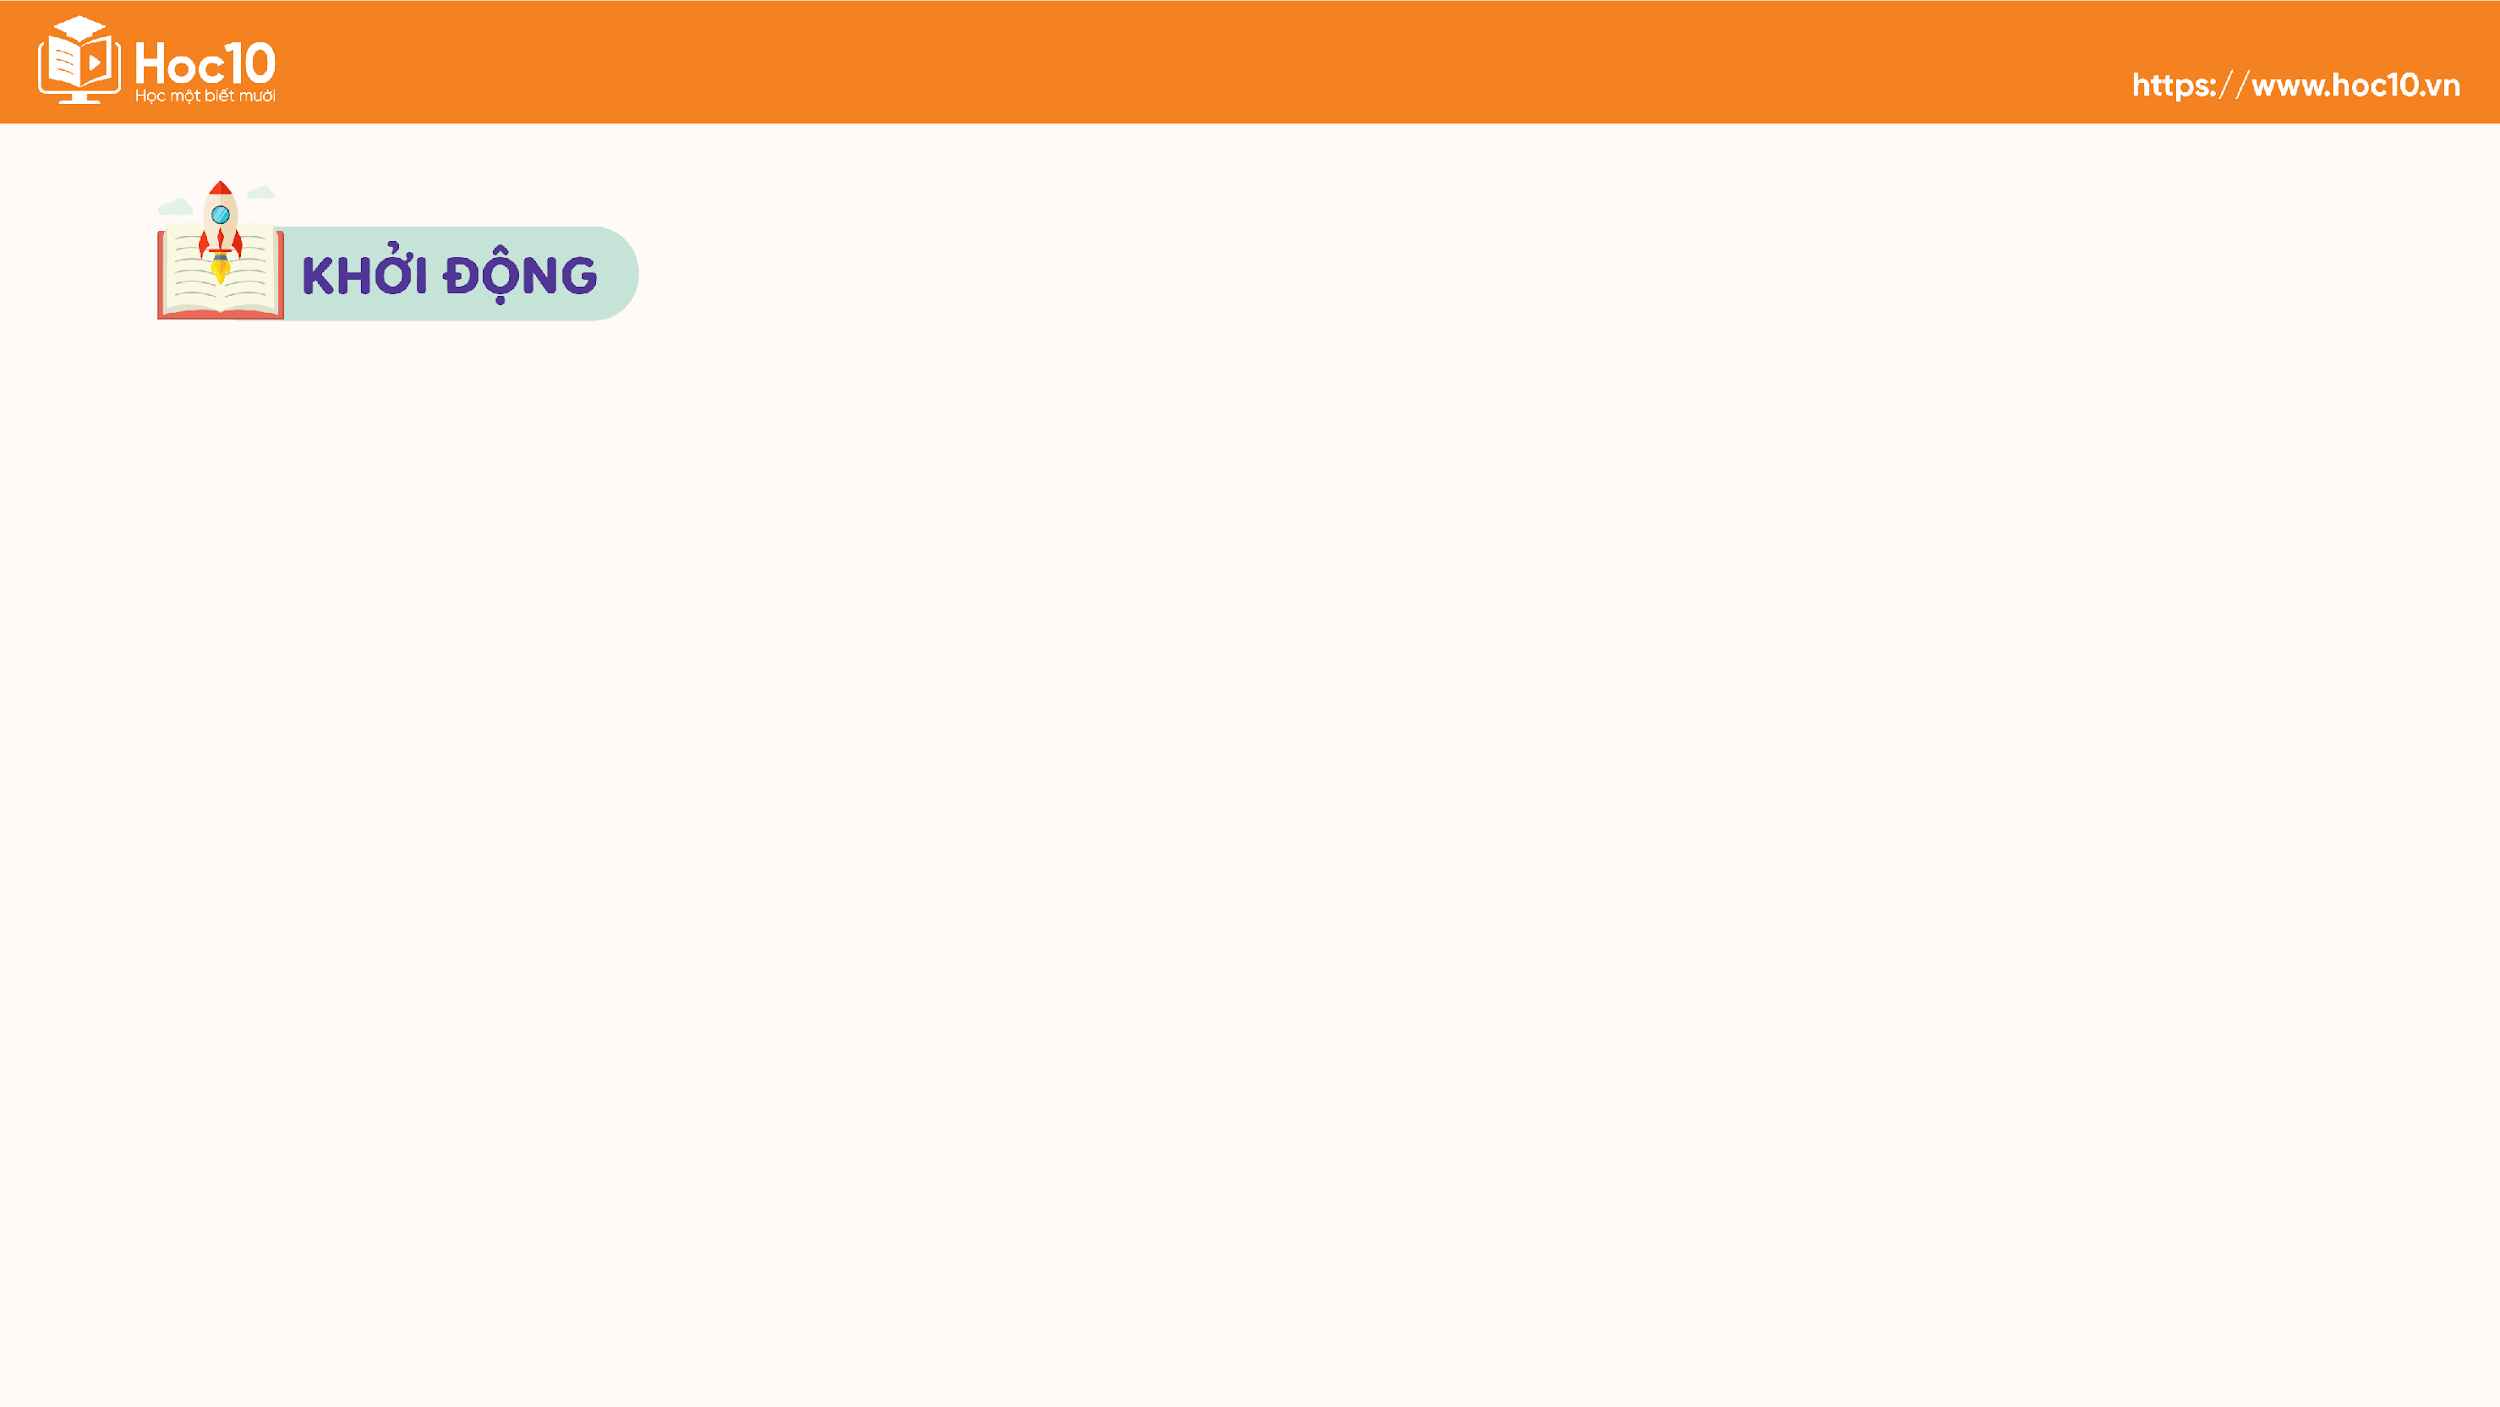 Hoc10
Học một biết mười
https://www.hoc10.vn
KHỞI ĐỘNG